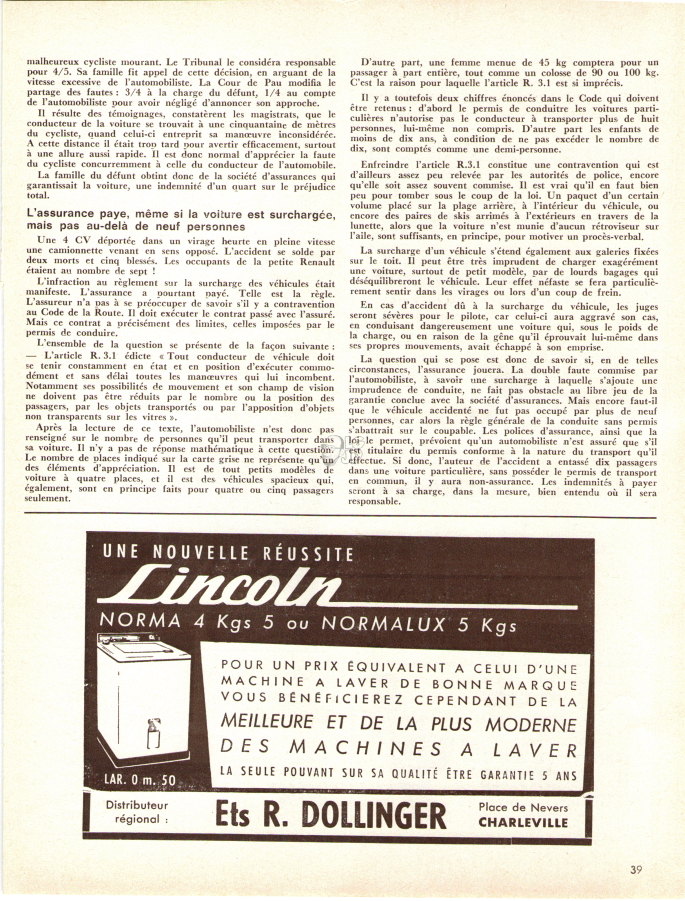 malheureux cycliste mourant. Le Tribunal le considéra responsable
pour 4/5. Sa famille fit appel de cette décision, en arguant de la
vitesse excessive de l'automobiliste. La Cour de Pau modifia le
partage des fautes : 3/4 à la charge du défunt, 1/4 au compte
de l'automobiliste pour avoir négligé d'annoncer son approche.
Il résulte des témoignages, constatèrent les magistrats, que le
conducteur de la voiture se trouvait à une cinquantaine de mètres
du cycliste, quand celui-ci entreprit sa manœuvre inconsidérée.
A cette distance il était trop tard pour avertir efficacement, surtout
à une allure aussi rapide. Il est donc normal d'apprécier la faute
du cycliste concurremment à celle du conducteur de l'automobile.
La famille du défunt obtint donc de la société d'assurances qui
garantissait la voiture, une indemnité d'un quart sur le préjudice
total.
L'assurance paye, même si la voiture est surchargée,
mais pas au-delà de neuf personnes
Une 4 CV déportée dans un virage heurte en pleine vitesse
une camionnette venant en sens opposé. L'accident se solde par
deux morts et cinq blessés. Les occupants de la petite Renault
étaient au nombre de sept !
L'infraction au règlement sur la surcharge des véhicules était
manifeste. L'assurance a pourtant payé. Telle est la règle.
L'assureur n'a pas à se préoccuper de savoir s'il y a contravention
au Code de la Route. Il doit exécuter le contrat passé avec l'assuré.
Mais ce contrat a précisément des limites, celles imposées par le
permis de conduire.
L'ensemble de la question se présente de la façon suivante :
— L'article R. 3.1 édicte « Tout conducteur de véhicule doit
se tenir constamment en état et en position d'exécuter commo-
dément et sans délai toutes les manœuvres qui lui incombent.
Notamment ses possibilités de mouvement et son champ de vision
ne doivent pas être réduits par le nombre ou la position des
passagers, par les objets transportés ou par l'apposition d'objets
non transparents sur les vitres ».
Après la lecture de ce texte, l'automobiliste n'est donc pas
renseigné sur le nombre de personnes qu'il peut transporter dans
sa voiture. Il n'y a pas de réponse mathématique à cette question
Le nombre de places indiqué sur la carte grise ne représente qu'un
des éléments d'appréciation. Il est de tout petits modèles de
voiture à quatre places, et il est des véhicules spacieux qui,
également, sont en principe faits pour quatre ou cinq passagers
seulement.
D'autre part, une femme menue de 45 kg comptera pour un
passager à part entière, tout comme un colosse de 90 ou 100 kg.
C'est la raison pour laquelle l'article R. 3.1 est si imprécis.
Il y a toutefois deux chiffres énoncés dans le Code qui doivent
être retenus : d'abord le permis de conduire les voitures parti-
culières n'autorise pas le conducteur à transporter plus de huit
personnes, lui-même non compris. D'autre part les enfants de
moins de dix ans, à condition de ne pas excéder le nombre de
dix, sont comptés comme une demi-personne.
Enfreindre l'article R.3.1 constitue une contravention qui est
d'ailleurs assez peu relevée par les autorités de police, encore
qu'elle soit assez souvent commise. Il est vrai qu'il en faut bien
peu pour tomber sous le coup de la loi. Un paquet d'un certain
volume placé sur la plage arrière, à l'intérieur du véhicule, ou
encore des paires de skis arrimés à l'extérieurs en travers de la
lunette, alors que la voiture n'est munie d'aucun rétroviseur sur
l'aile, sont suffisants, en principe, pour motiver un procès-verbal.
La surcharge d'un véhicule s'étend également aux galeries fixées
sur le toit. Il peut être très imprudent de charger exagérément
une voiture, surtout de petit modèle, par de lourds bagages qui
déséquilibreront le véhicule. Leur effet néfaste se fera particuliè-
rement sentir dans les virages ou lors d'un coup de frein.
En cas d'accident dû à la surcharge du véhicule, les juges
seront sévères pour le pilote, car celui-ci aura aggravé son cas,
en conduisant dangereusement une voiture qui, sous le poids de
la charge, ou en raison de la gêne qu'il éprouvait lui-même dans
ses propres mouvements, avait échappé à son emprise.
La question qui se pose est donc de savoir si, en de telles
circonstances, l'assurance jouera. La double faute commise par
l'automobiliste, à savoir une surcharge à laquelle s'ajoute une
imprudence de conduite, ne fait pas obstacle au libre jeu de la
garantie conclue avec la société d'assurances. Mais encore faut-il
que le véhicule accidenté ne fut pas occupé par plus de neuf
personnes, car alors la règle générale de la conduite sans permis
s'abattrait sur le coupable. Les polices d'assurance, ainsi que la
le permet, prévoient qu'un automobiliste n'est assuré que s'il
est titulaire du permis conforme à la nature du transport qu'il
effectue. Si donc, l'auteur de l'accident a entassé dix passagers
dans une voiture particulière, sans posséder le permis de transport
en commun, il y aura non-assurance. Les indemnités à payer
seront à sa charge, dans la mesure, bien entendu où il sera
responsable.
UNE NOUVELLE RÉUSSITE
Lincoln
NORMA 4 Kgs 5 ou NORMALUX 5 Kgs
POUR UN PRIX ÉQUIVALENT A CELUI D'UNE
MACHINE A LAVER DE BONNE MARQUE
VOUS BÉNÉFICIEREZ CEPENDANT DE LA
MEILLEURE ET DE LA PLUS MODERNE
DES MACHINES A LAVER
LA SEULE POUVANT SUR SA QUALITÉ ÊTRE GARANTIE 5 ANS
LAR. 0 m. 50
Distributeur
régional :
Ets R. DOLLINGER
Place de Nevers
CHARLEVILLE
39